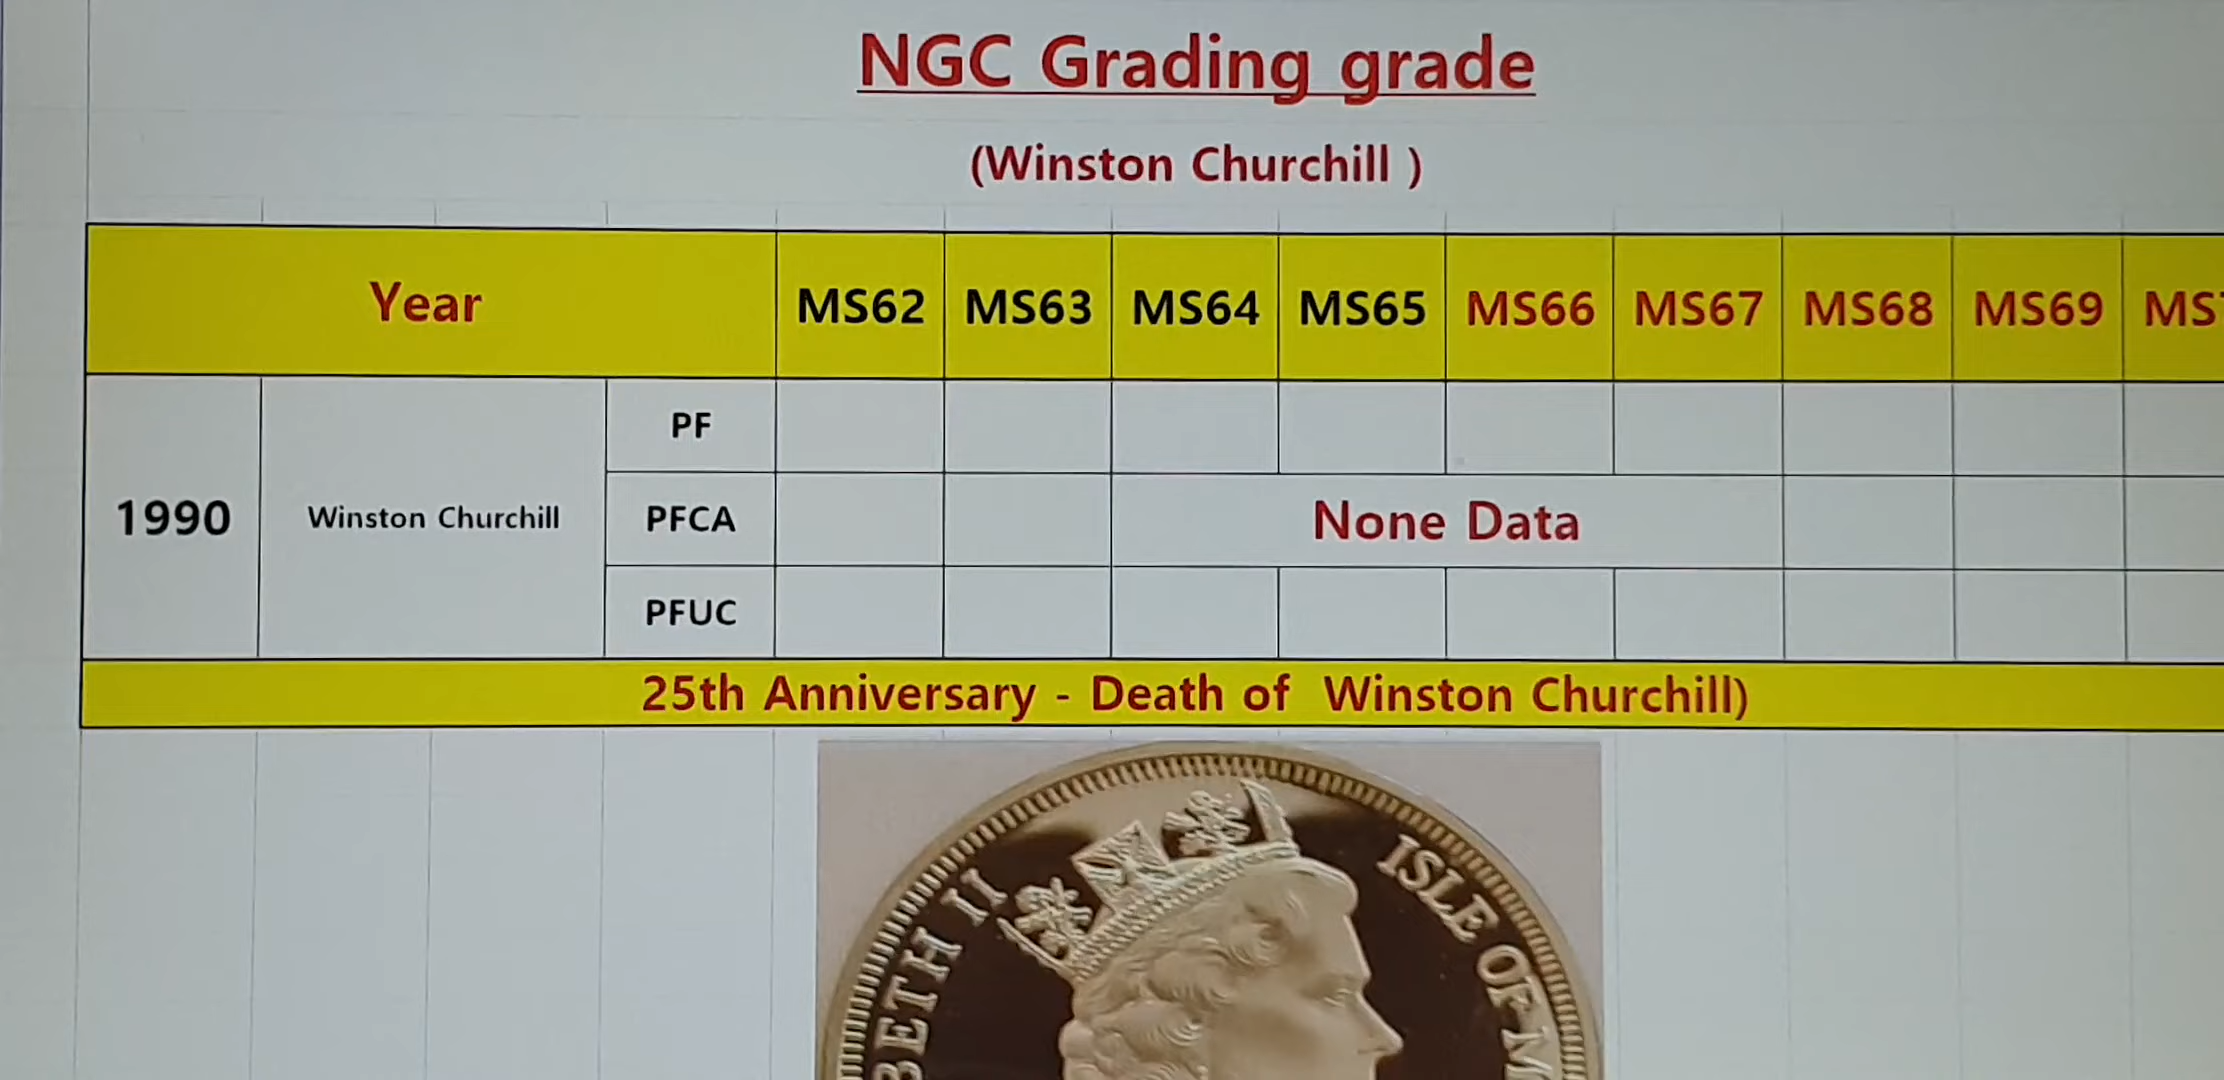 NGC Grading grade
(Winston Churchill )
Year MS62 MS63 MS64 MS65 MS66 MS67 MS68 MS69
1990 Winston Churchill PF
PFCA None Data
PFUC
25th Anniversary - Death of Winston Churchill)
BETH II
ISLE OF M